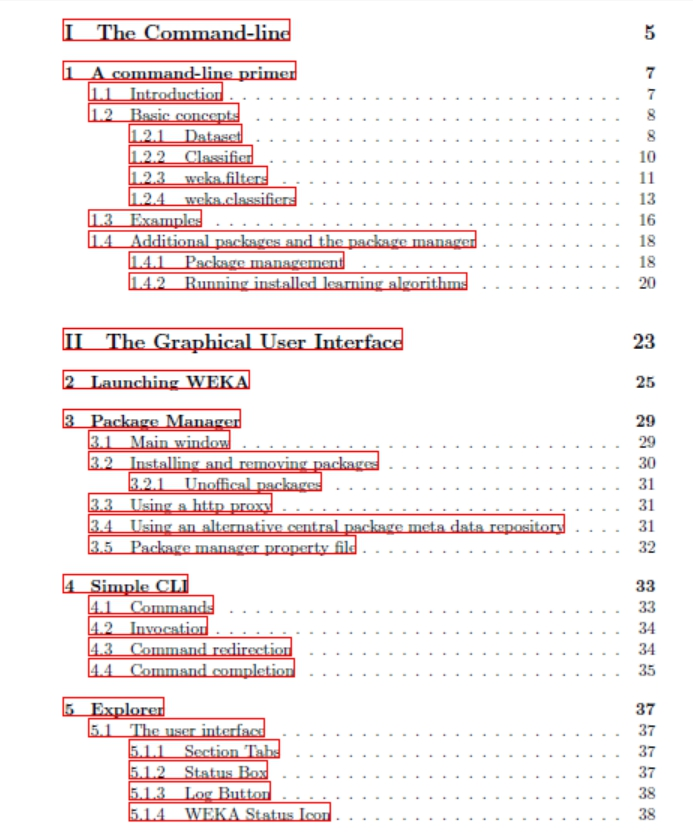 I The Command-line 5
1 A command-line primer 7
1.1 Introduction . . . . . . . . . . . . . . . . . . . . . . . . . . . . . 7
1.2 Basic concepts . . . . . . . . . . . . . . . . . . . . . . . . . . . . 8
1.2.1 Dataset . . . . . . . . . . . . . . . . . . . . . . . . . . . . 8
1.2.2 Classifier . . . . . . . . . . . . . . . . . . . . . . . . . . . 10
1.2.3 weka.filters . . . . . . . . . . . . . . . . . . . . . . . . . . 11
1.2.4 weka.classifiers . . . . . . . . . . . . . . . . . . . . . . . . 13
1.3 Examples . . . . . . . . . . . . . . . . . . . . . . . . . . . . . . . 16
1.4 Additional packages and the package manager . . . . . . . . . . . 18
1.4.1 Package management . . . . . . . . . . . . . . . . . . . . . 18
1.4.2 Running installed learning algorithms . . . . . . . . . . . 20
II The Graphical User Interface 23
2 Launching WEKA 25
3 Package Manager 29
3.1 Main window . . . . . . . . . . . . . . . . . . . . . . . . . . . . 29
3.2 Installing and removing packages . . . . . . . . . . . . . . . . . . 30
3.2.1 Unoffical packages . . . . . . . . . . . . . . . . . . . . . . 31
3.3 Using a http proxy . . . . . . . . . . . . . . . . . . . . . . . . . . 31
3.4 Using an alternative central package meta data repository . . . . 31
3.5 Package manager property file . . . . . . . . . . . . . . . . . . . . 32
4 Simple CLI 33
4.1 Commands . . . . . . . . . . . . . . . . . . . . . . . . . . . . . 33
4.2 Invocation . . . . . . . . . . . . . . . . . . . . . . . . . . . . . . 34
4.3 Command redirection . . . . . . . . . . . . . . . . . . . . . . . . 34
4.4 Command completion . . . . . . . . . . . . . . . . . . . . . . . . 35
5 Explorer 37
5.1 The user interface . . . . . . . . . . . . . . . . . . . . . . . . . . 37
5.1.1 Section Tabs . . . . . . . . . . . . . . . . . . . . . . . . . 37
5.1.2 Status Box . . . . . . . . . . . . . . . . . . . . . . . . . . 37
5.1.3 Log Button . . . . . . . . . . . . . . . . . . . . . . . . . . 38
5.1.4 WEKA Status Icon . . . . . . . . . . . . . . . . . . . . . . 38